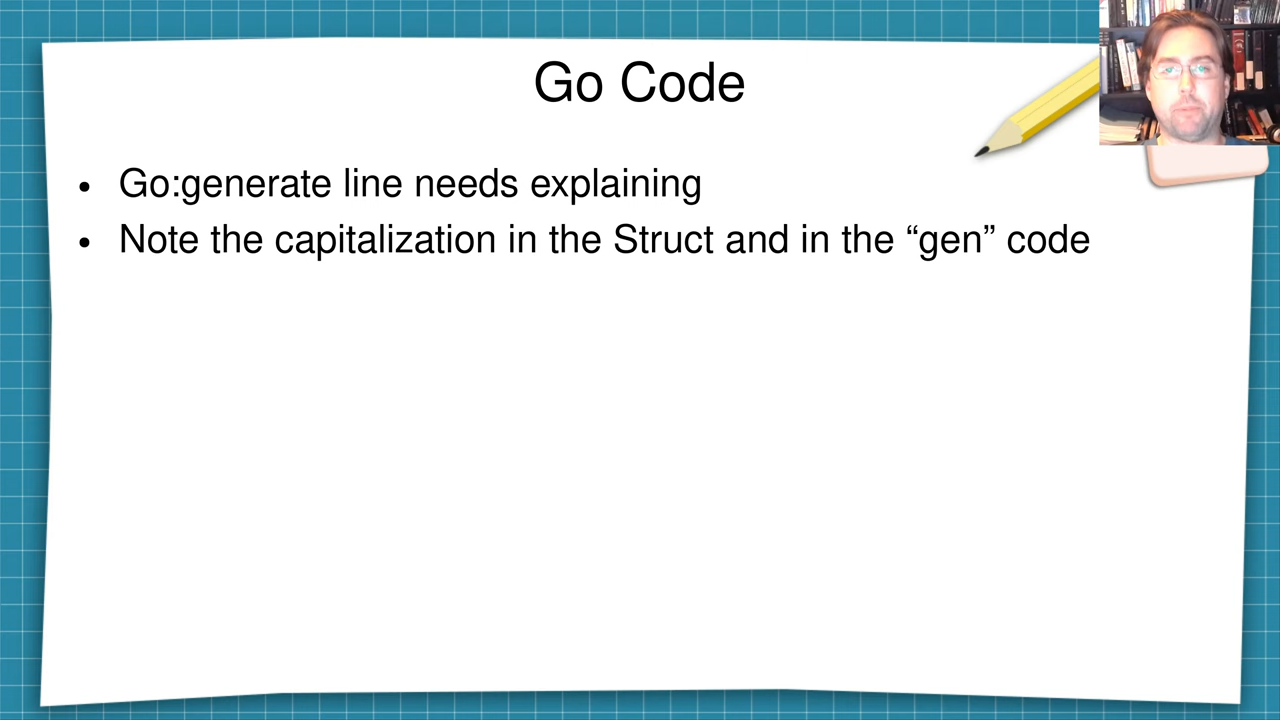 Go Code
• Go:generate line needs explaining
• Note the capitalization in the Struct and in the “gen” code